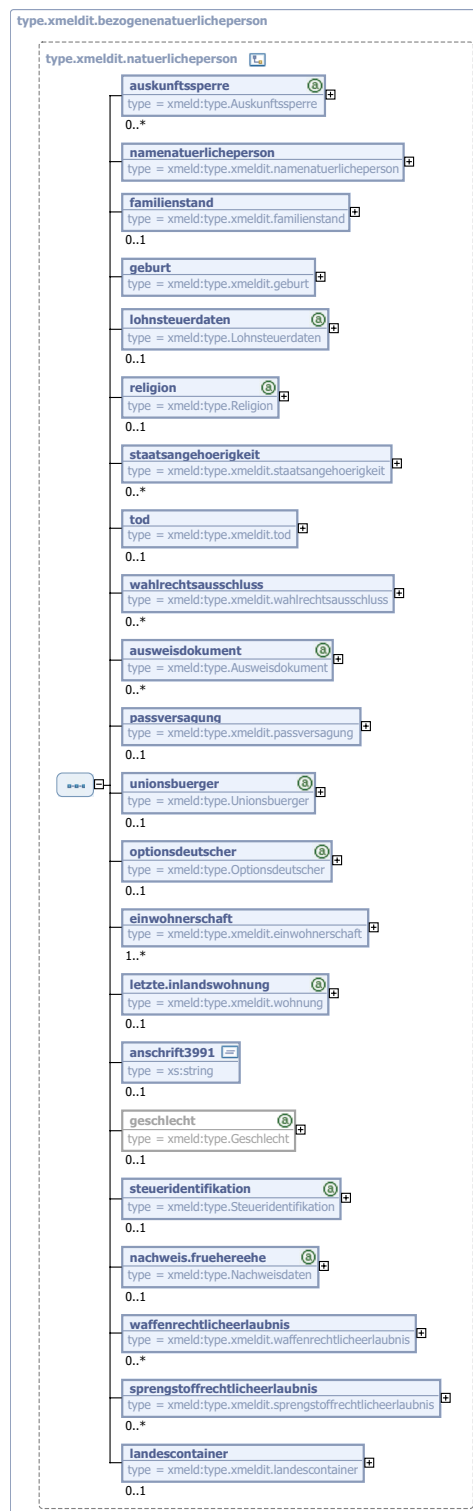 type.xmeldit.bezogenenatuerlicheperson
type.xmeldit.natuerlicheperson
auskunftssperre a
type = xmeld:type.Auskunftssperre
0..*
namenatuerlicheperson
type = xmeld:type.xmeldit.namenatuerlicheperson
familienstand
type = xmeld:type.xmeldit.familienstand
0..1
geburt
type = xmeld:type.xmeldit.geburt
lohnsteuerdaten a
type = xmeld:type.Lohnsteuerdaten
0..1
religion a
type = xmeld:type.Religion
0..1
staatsangehoerigkeit
type = xmeld:type.xmeldit.staatsangehoerigkeit
0..*
tod
type = xmeld:type.xmeldit.tod
0..1
wahlrechtsausschluss
type = xmeld:type.xmeldit.wahlrechtsausschluss
0..*
ausweisdokument a
type = xmeld:type.Ausweisdokument
0..*
passversagung
type = xmeld:type.xmeldit.passversagung
0..1
unionsbuerger a
type = xmeld:type.Unionsbuerger
0..1
optionsdeutscher a
type = xmeld:type.Optionsdeutscher
0..1
einwohnerschaft
type = xmeld:type.xmeldit.einwohnerschaft
1..*
letzte.inlandswohnung a
type = xmeld:type.xmeldit.wohnung
0..1
anschrift3991
type = xs:string
0..1
geschlecht a
type = xmeld:type.Geschlecht
0..1
steueridentifikation a
type = xmeld:type.Steueridentifikation
0..1
nachweis.fruehereehe a
type = xmeld:type.Nachweisdaten
0..1
waffenrechtlicheerlaubnis
type = xmeld:type.xmeldit.waffenrechtlicheerlaubnis
0..*
sprengstoffrechtlicheerlaubnis
type = xmeld:type.xmeldit.sprengstoffrechtlicheerlaubnis
0..*
landescontainer
type = xmeld:type.xmeldit.landescontainer
0..1